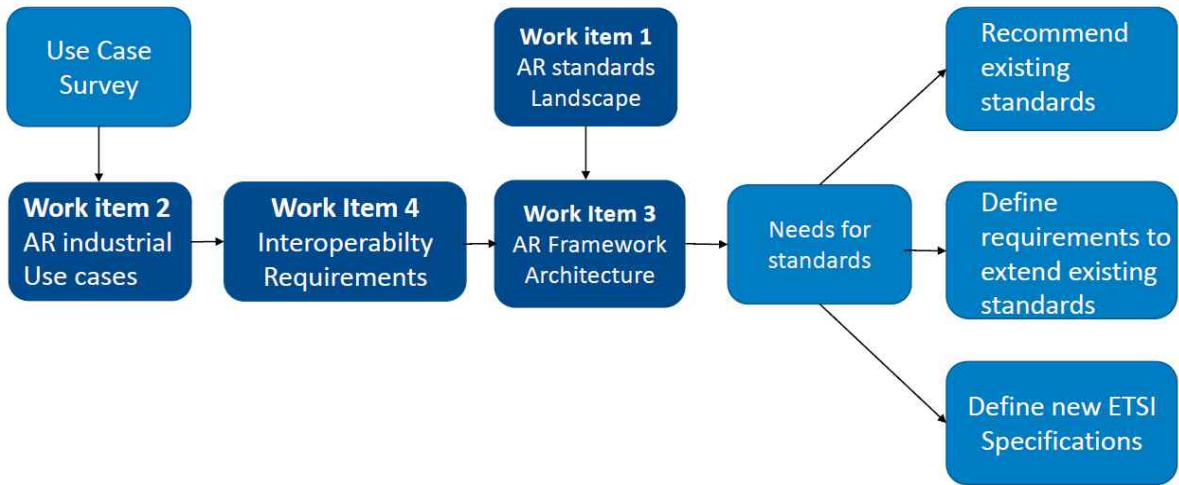 Use Case
Survey
Work item 1
AR standards
Landscape
Recommend
existing
standards
Work item 2
AR industrial
Use cases
Work Item 4
Interoperabilty
Requirements
Work Item 3
AR Framework
Architecture
Needs for
standards
Define
requirements to
extend existing
standards
Define new ETSI
Specifications